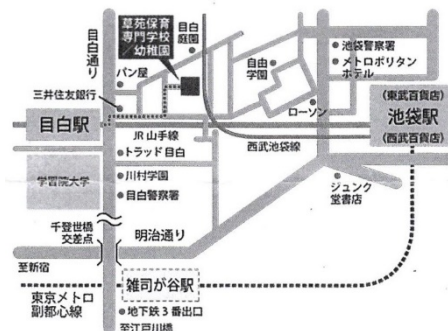 草苑保育
専門学校
/幼稚園
目白
庭園
目白通り
パン屋
三井住友銀行
目白駅
JR 山手線
トラッド目白
学習院大学
川村学園
目白警察署
千登世橋
交差点
明治通り
至新宿
東京メトロ
副都心線
雑司が谷駅
地下鉄3番出口
至江戸川橋
自由
学園
池袋警察署
メトロポリタン
ホテル
ローソン
(東武百貨店)
池袋駅
(西武百貨店)
西武池袋線
ジュンク
堂書店